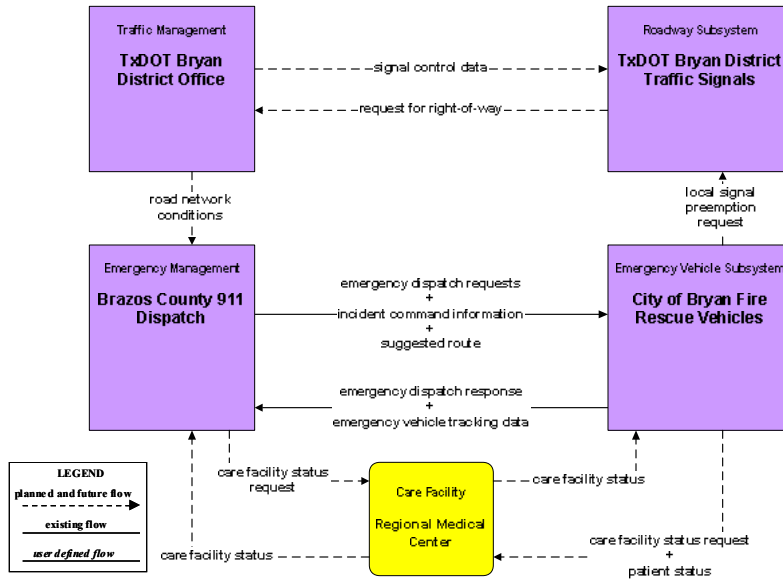 Traffic Management
TxDOT Bryan
District Office
Roadway Subsystem
TxDOT Bryan District
Traffic Signals
signal control data
request for right-of-way
road network
conditions
local signal
preemption
request
Emergency Management
Brazos County 911
Dispatch
emergency dispatch requests
+
incident command information
+
suggested route
Emergency Vehicle Subsystem
City of Bryan Fire
Rescue Vehicles
emergency dispatch response
+
emergency vehicle tracking data
LEGEND
planned and future flow
existing flow
user defined flow
care facility status
request
Care Facility
Regional Medical
Center
care facility status
care facility status
care facility status request
+
patient status